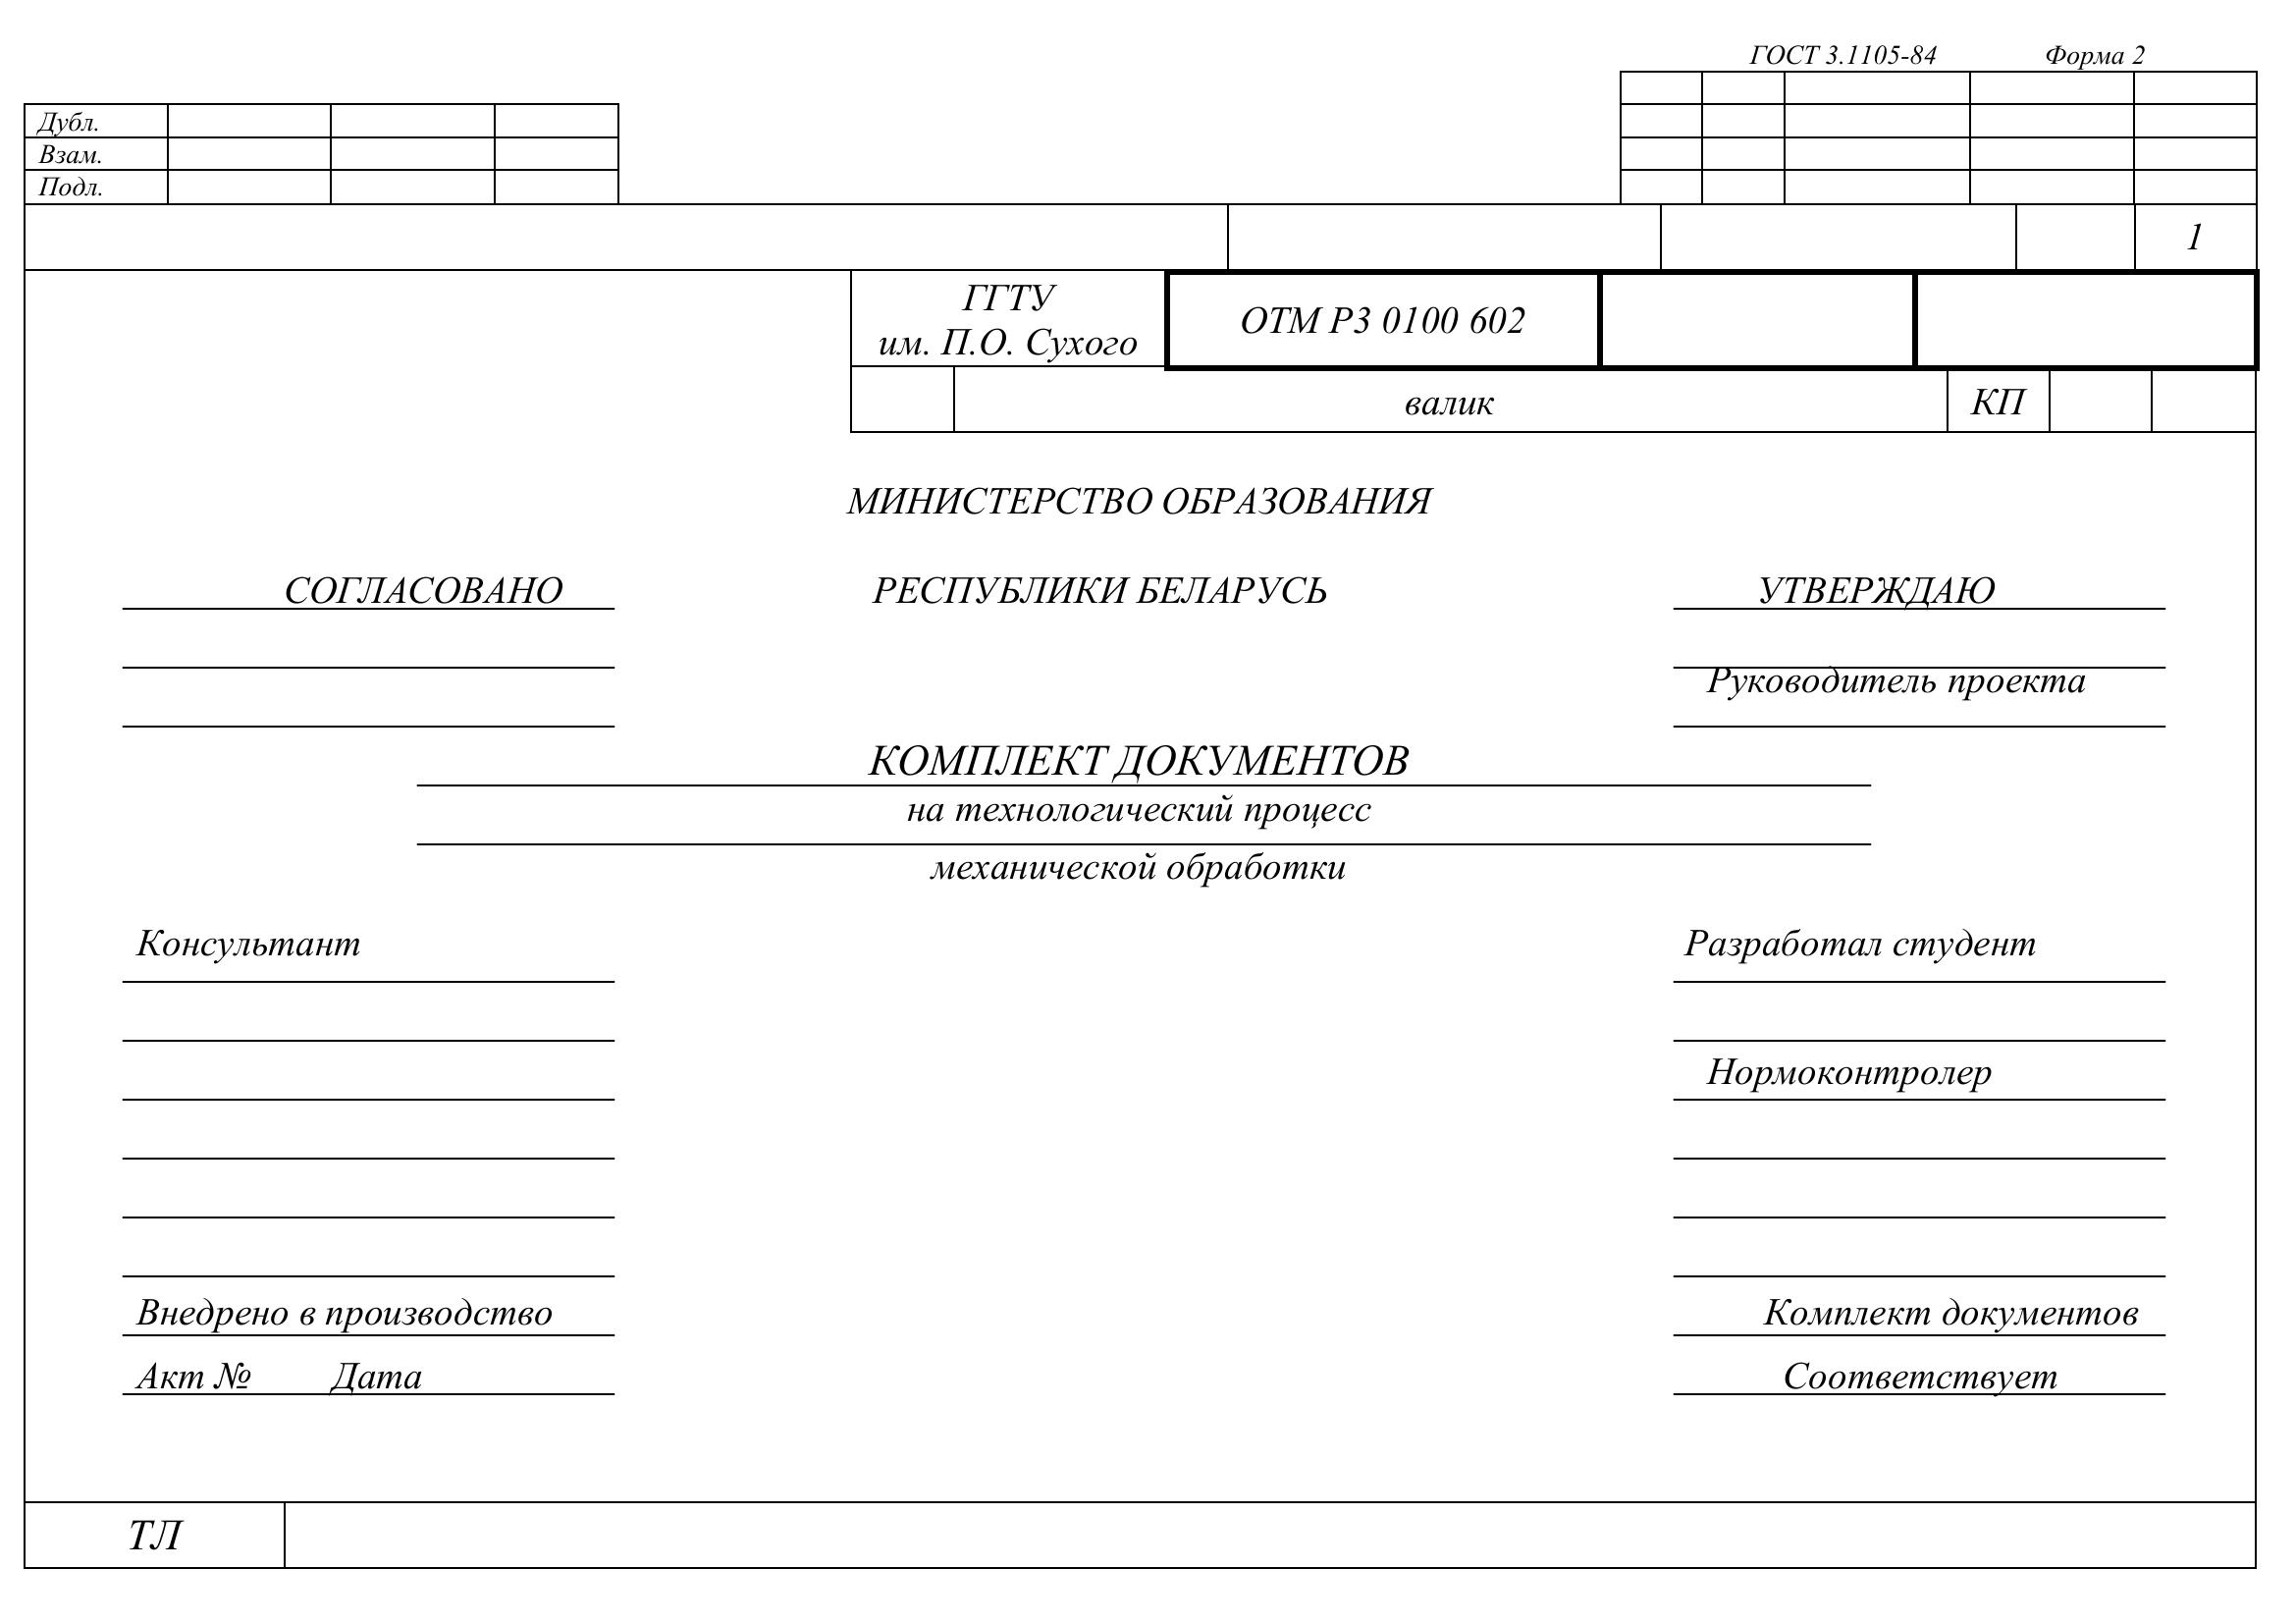 ГОСТ 3.1105-84 Форма 2
Дубл.
Взам.
Подл.
1
ГГТУ
им. П.О. Сухого
ОТМ РЗ 0100 602
валик КП
МИНИСТЕРСТВО ОБРАЗОВАНИЯ
СОГЛАСОВАНО РЕСПУБЛИКИ БЕЛАРУСЬ УТВЕРЖДАЮ
Руководитель проекта
КОМПЛЕКТ ДОКУМЕНТОВ
на технологический процесс
механической обработки
Консультант Разработал студент
Нормоконтролер
Внедрено в производство Комплект документов
Акт № Дата Соответствует
ТЛ